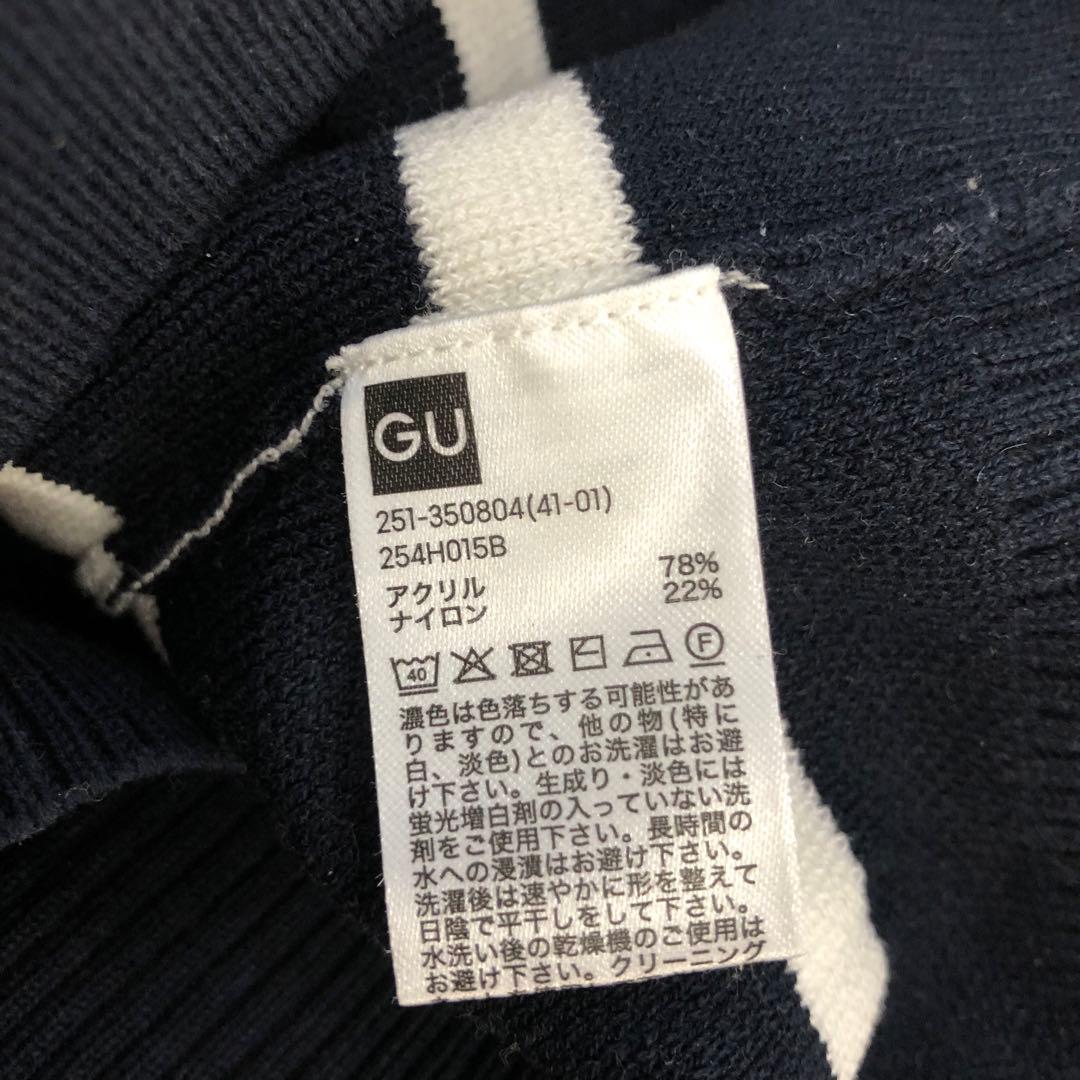 GU
251-350804(41-01)
254H015B
アクリル 78%
ナイロン 22%
40 F
濃色は色落ちする可能性があ
りますので、他の物(特に
白、淡色)とのお洗濯はお避
け下さい。生成り・淡色には
蛍光増白剤の入っていない洗
剤をご使用下さい。長時間の
水への浸漬はお避け下さい。
洗濯後は速やかに形を整えて
日陰で平干しをして下さい。
水洗い後の乾燥機のご使用は
お避け下さい。クリーニング